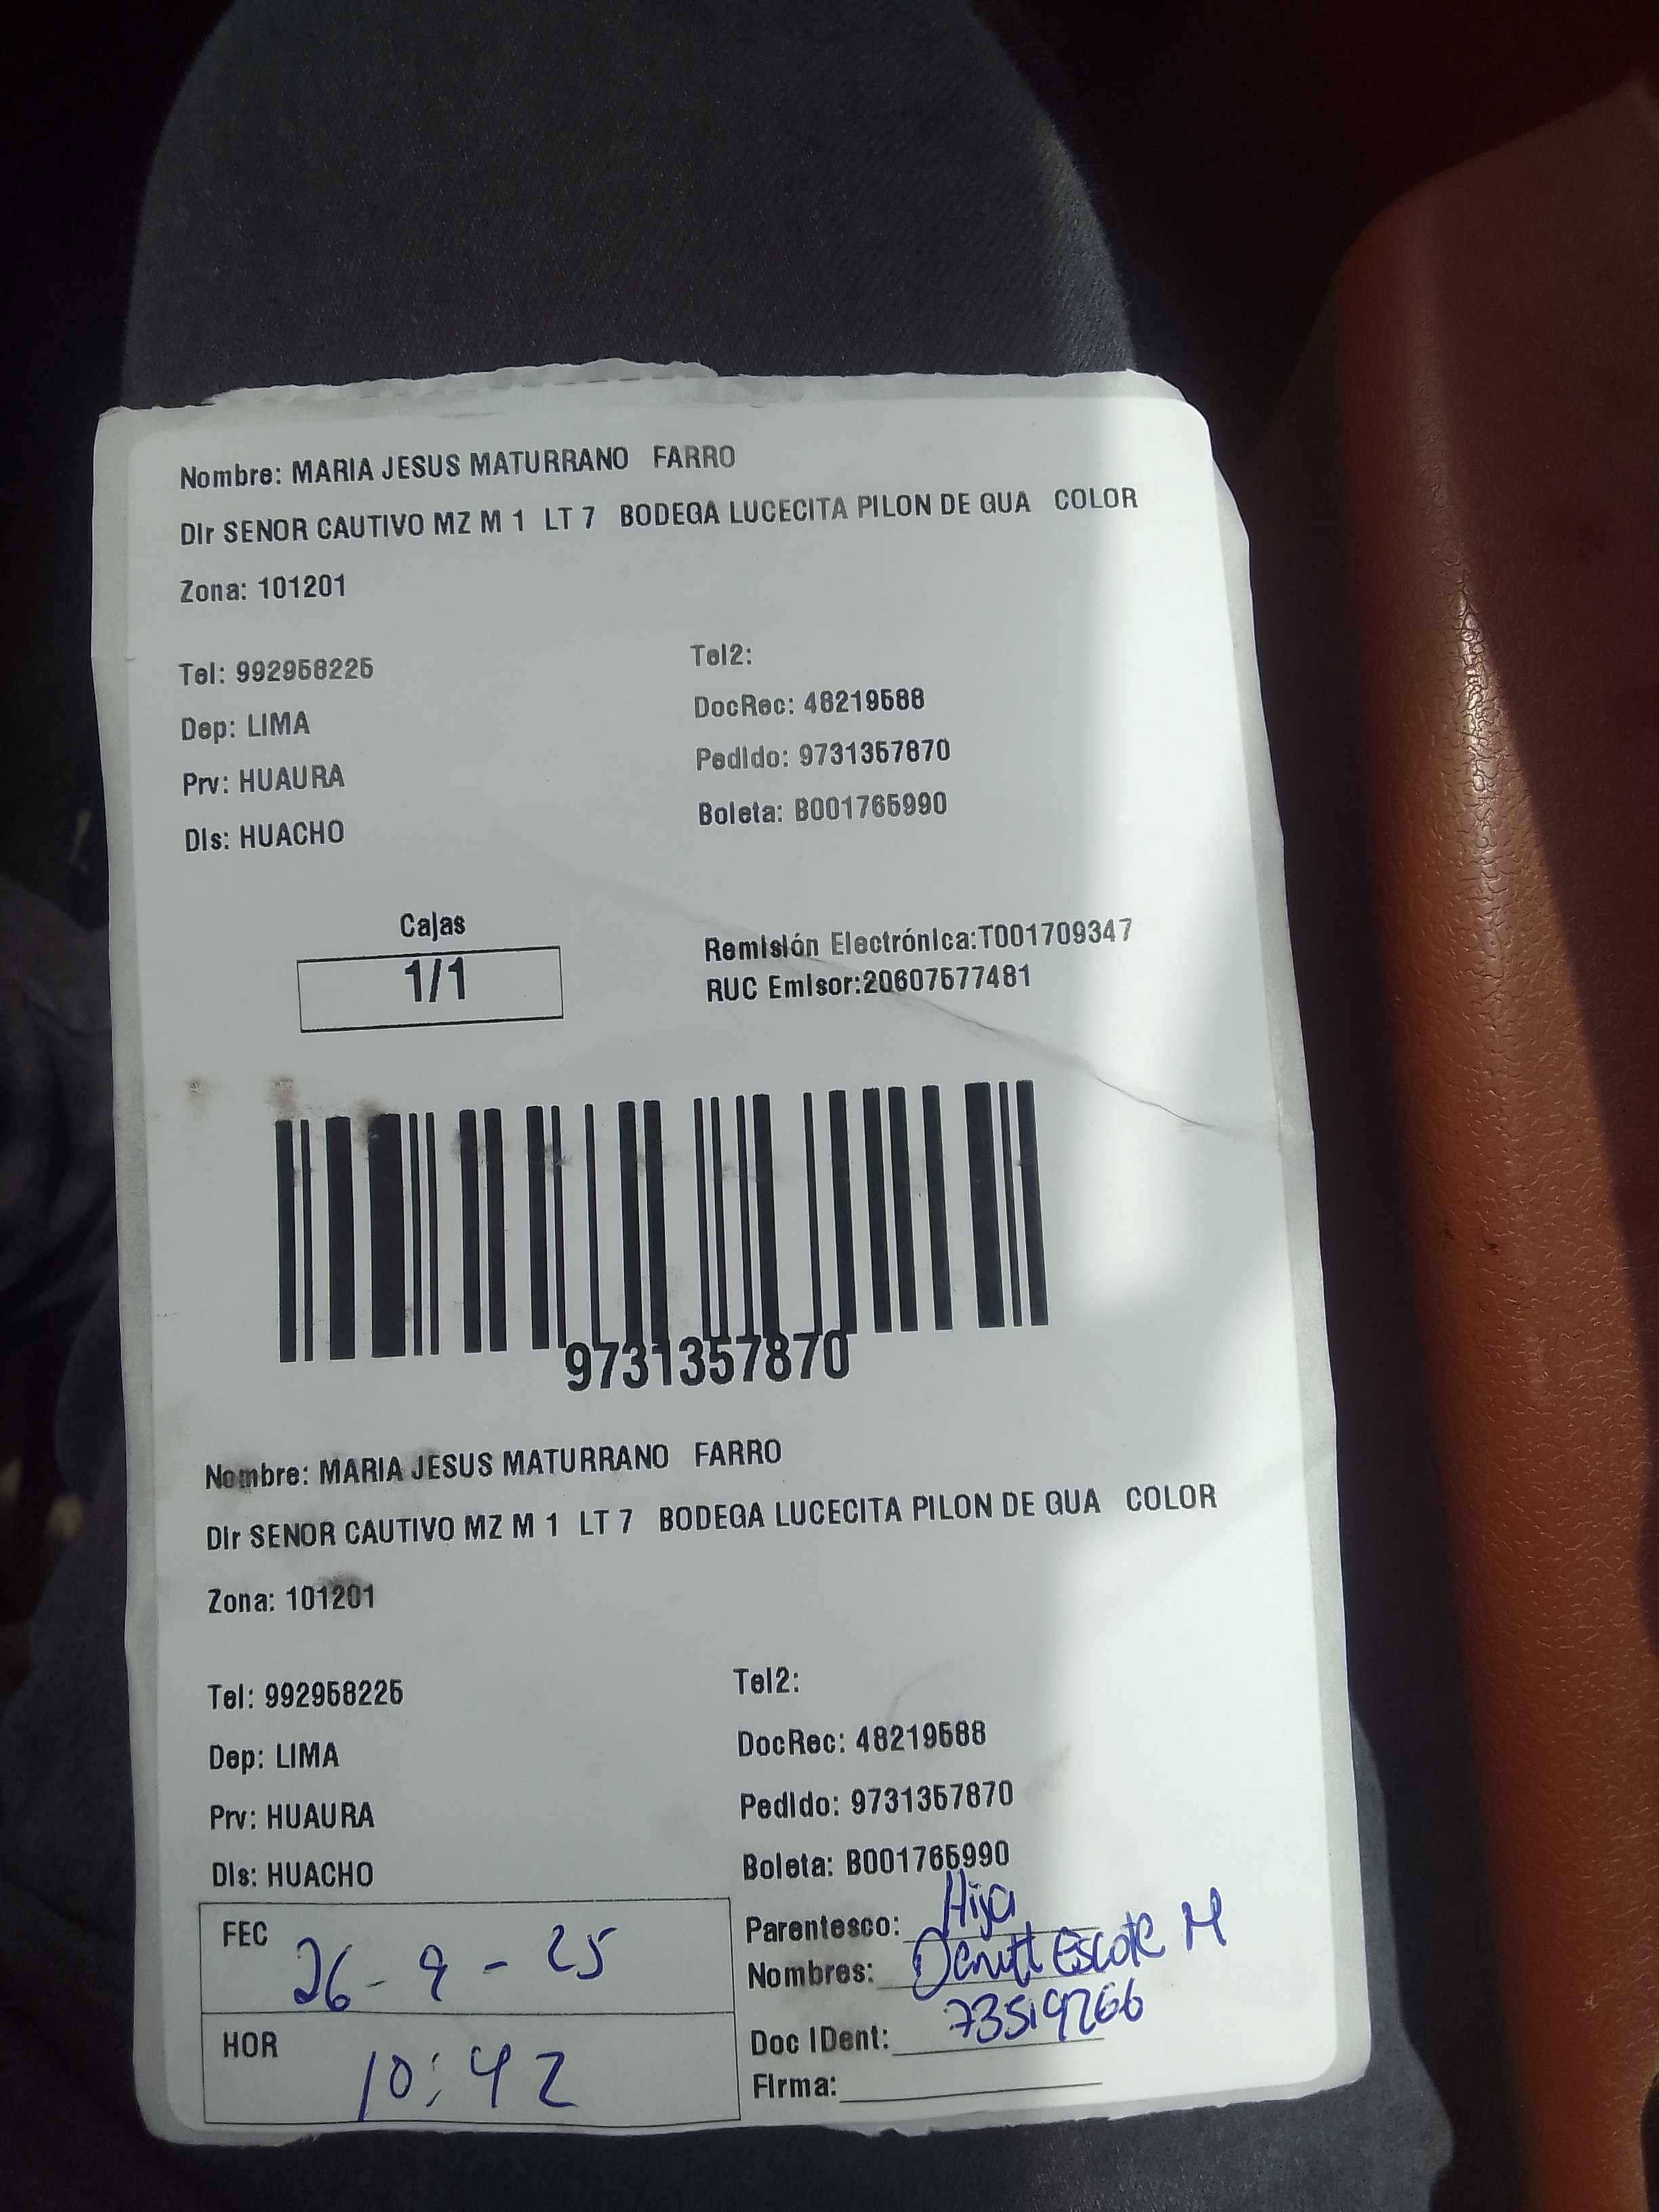 Nombre: MARIA JESUS MATURRANO FARRO
Dir SENOR CAUTIVO MZ M 1 LT 7 BODEGA LUCECITA PILON DE GUA COLOR
Zona: 101201
Tel: 992958225
Tel2:
Dep: LIMA
DocRec: 48219588
Prv: HUAURA
Pedido: 9731357870
Dis: HUACHO
Boleta: B001765990
Cajas
1/1
Remisión Electrónica:T001709347
RUC Emisor:20607577481
9731357870
Nombre: MARIA JESUS MATURRANO FARRO
Dir SENOR CAUTIVO MZ M 1 LT 7 BODEGA LUCECITA PILON DE GUA COLOR
Zona: 101201
Tel: 992958225
Tel2:
Dep: LIMA
DocRec: 48219588
Prv: HUAURA
Pedido: 9731357870
Dis: HUACHO
Boleta: B001765990
FEC 26-9-25
Parentesco: Hija
Nombres: Escote M
HOR 10:42
Doc IDent: 73519266
Firma: